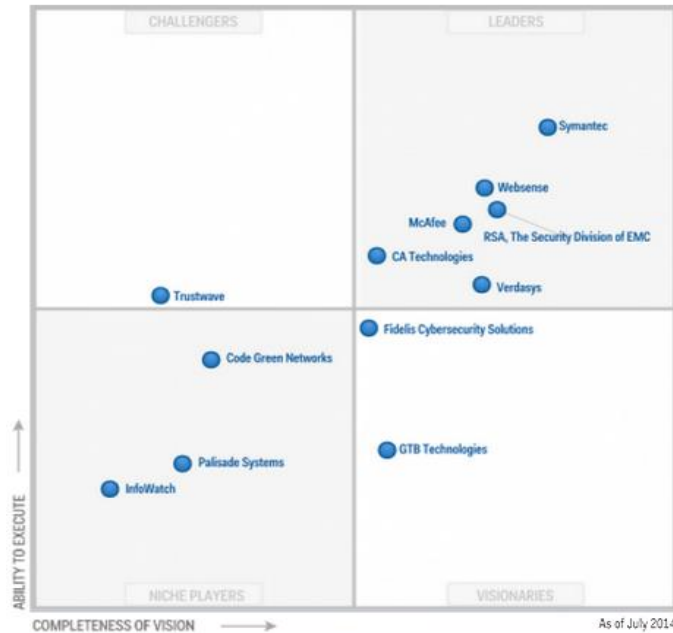 CHALLENGERS
LEADERS
Symantec
Websense
McAfee
RSA, The Security Division of EMC
CA Technologies
Verdasys
Trustwave
Fidelis Cybersecurity Solutions
Code Green Networks
GTB Technologies
Palisade Systems
InfoWatch
ABILITY TO EXECUTE
NICHE PLAYERS
VISIONARIES
COMPLETENESS OF VISION
As of July 2014